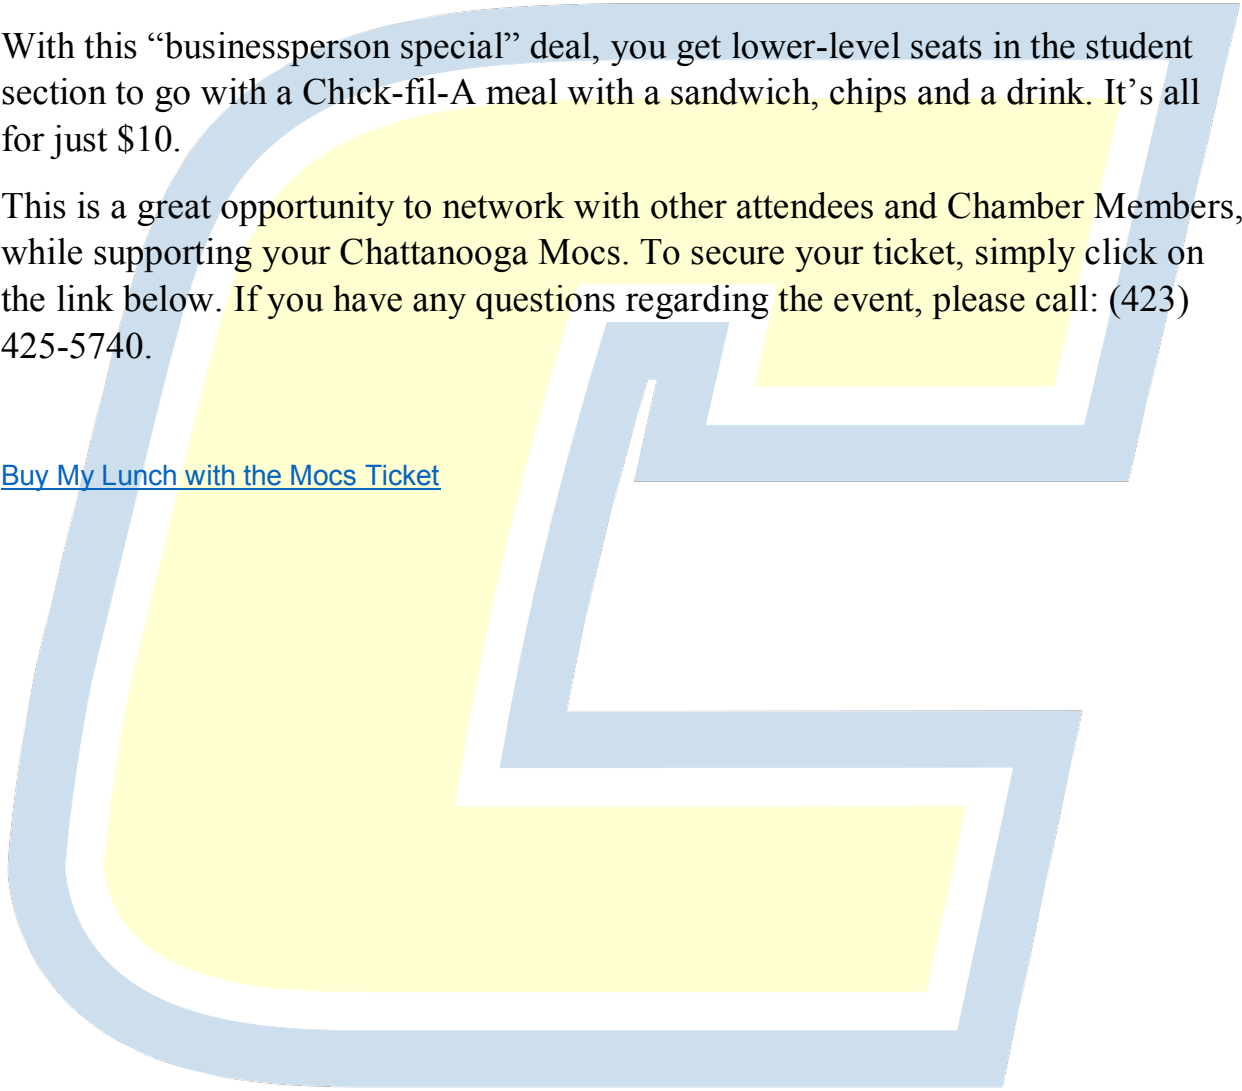 With this “businessperson special” deal, you get lower-level seats in the student
section to go with a Chick-fil-A meal with a sandwich, chips and a drink. It’s all
for just $10.
This is a great opportunity to network with other attendees and Chamber Members,
while supporting your Chattanooga Mocs. To secure your ticket, simply click on
the link below. If you have any questions regarding the event, please call: (423)
425-5740.
Buy My Lunch with the Mocs Ticket